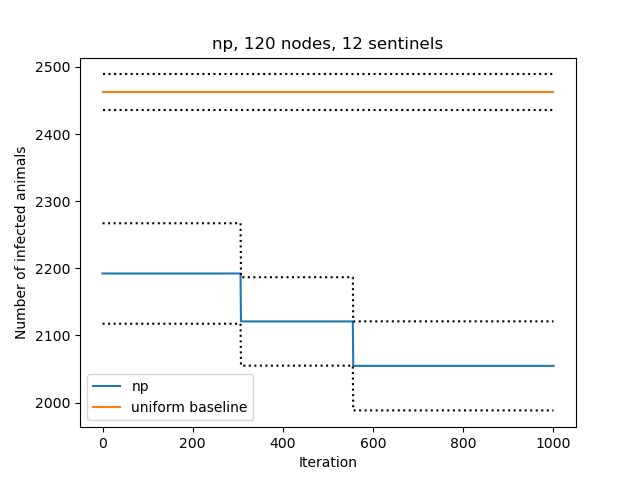 np, 120 nodes, 12 sentinels
2500
2400
2300
2200
2100
2000
Number of infected animals
np
uniform baseline
0
200
400
600
800
1000
Iteration